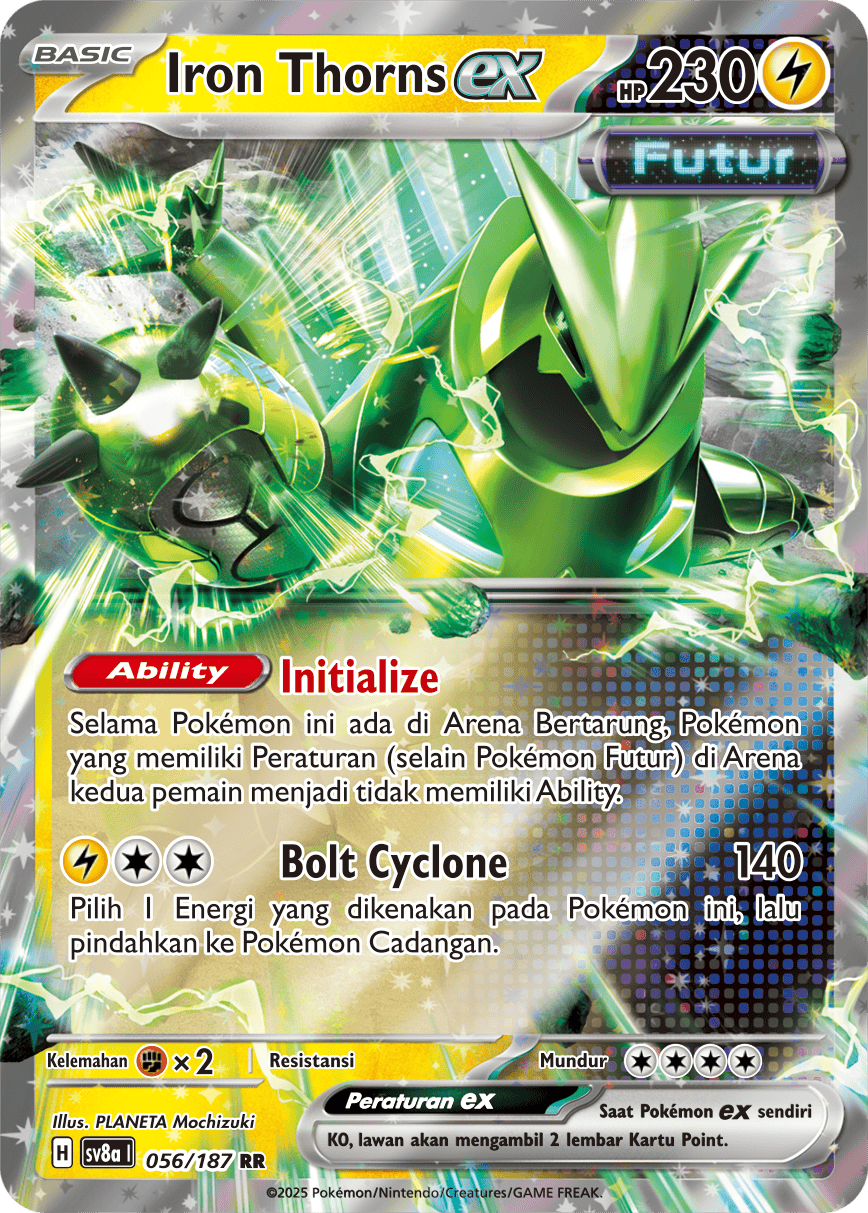 BASIC
Iron Thorns ex HP 230
Futur
Ability Initialize
Selama Pokémon ini ada di Arena Bertarung, Pokémon
yang memiliki Peraturan (selain Pokémon Futur) di Arena
kedua pemain menjadi tidak memiliki Ability.
Bolt Cyclone 140
Pilih 1 Energi yang dikenakan pada Pokémon ini, lalu
pindahkan ke Pokémon Cadangan.
Kelemahan ×2 Resistansi Mundur
Illus. PLANETA Mochizuki
Peraturan ex Saat Pokémon ex sendiri
KO, lawan akan mengambil 2 lembar Kartu Point.
H sv8a I 056/187 RR
©2025 Pokémon/Nintendo/Creatures/GAME FREAK.